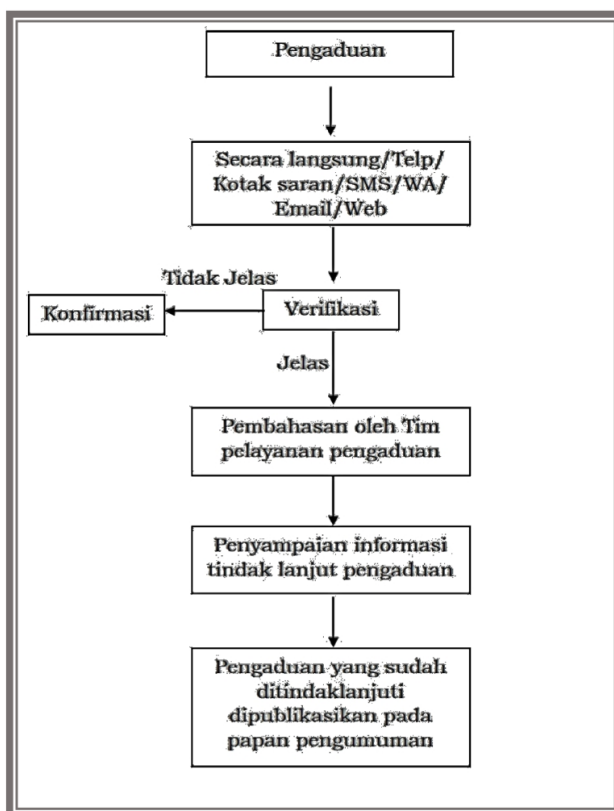 Pengaduan
Secara langsung/Telp/
Kotak saran/SMS/WA/
Email/Web
Tidak Jelas
Konfirmasi
Verifikasi
Jelas
Pembahasan oleh Tim
pelayanan pengaduan
Penyampaian informasi
tindak lanjut pengaduan
Pengaduan yang sudah
ditindaklanjuti
dipublikasikan pada
papan pengumuman